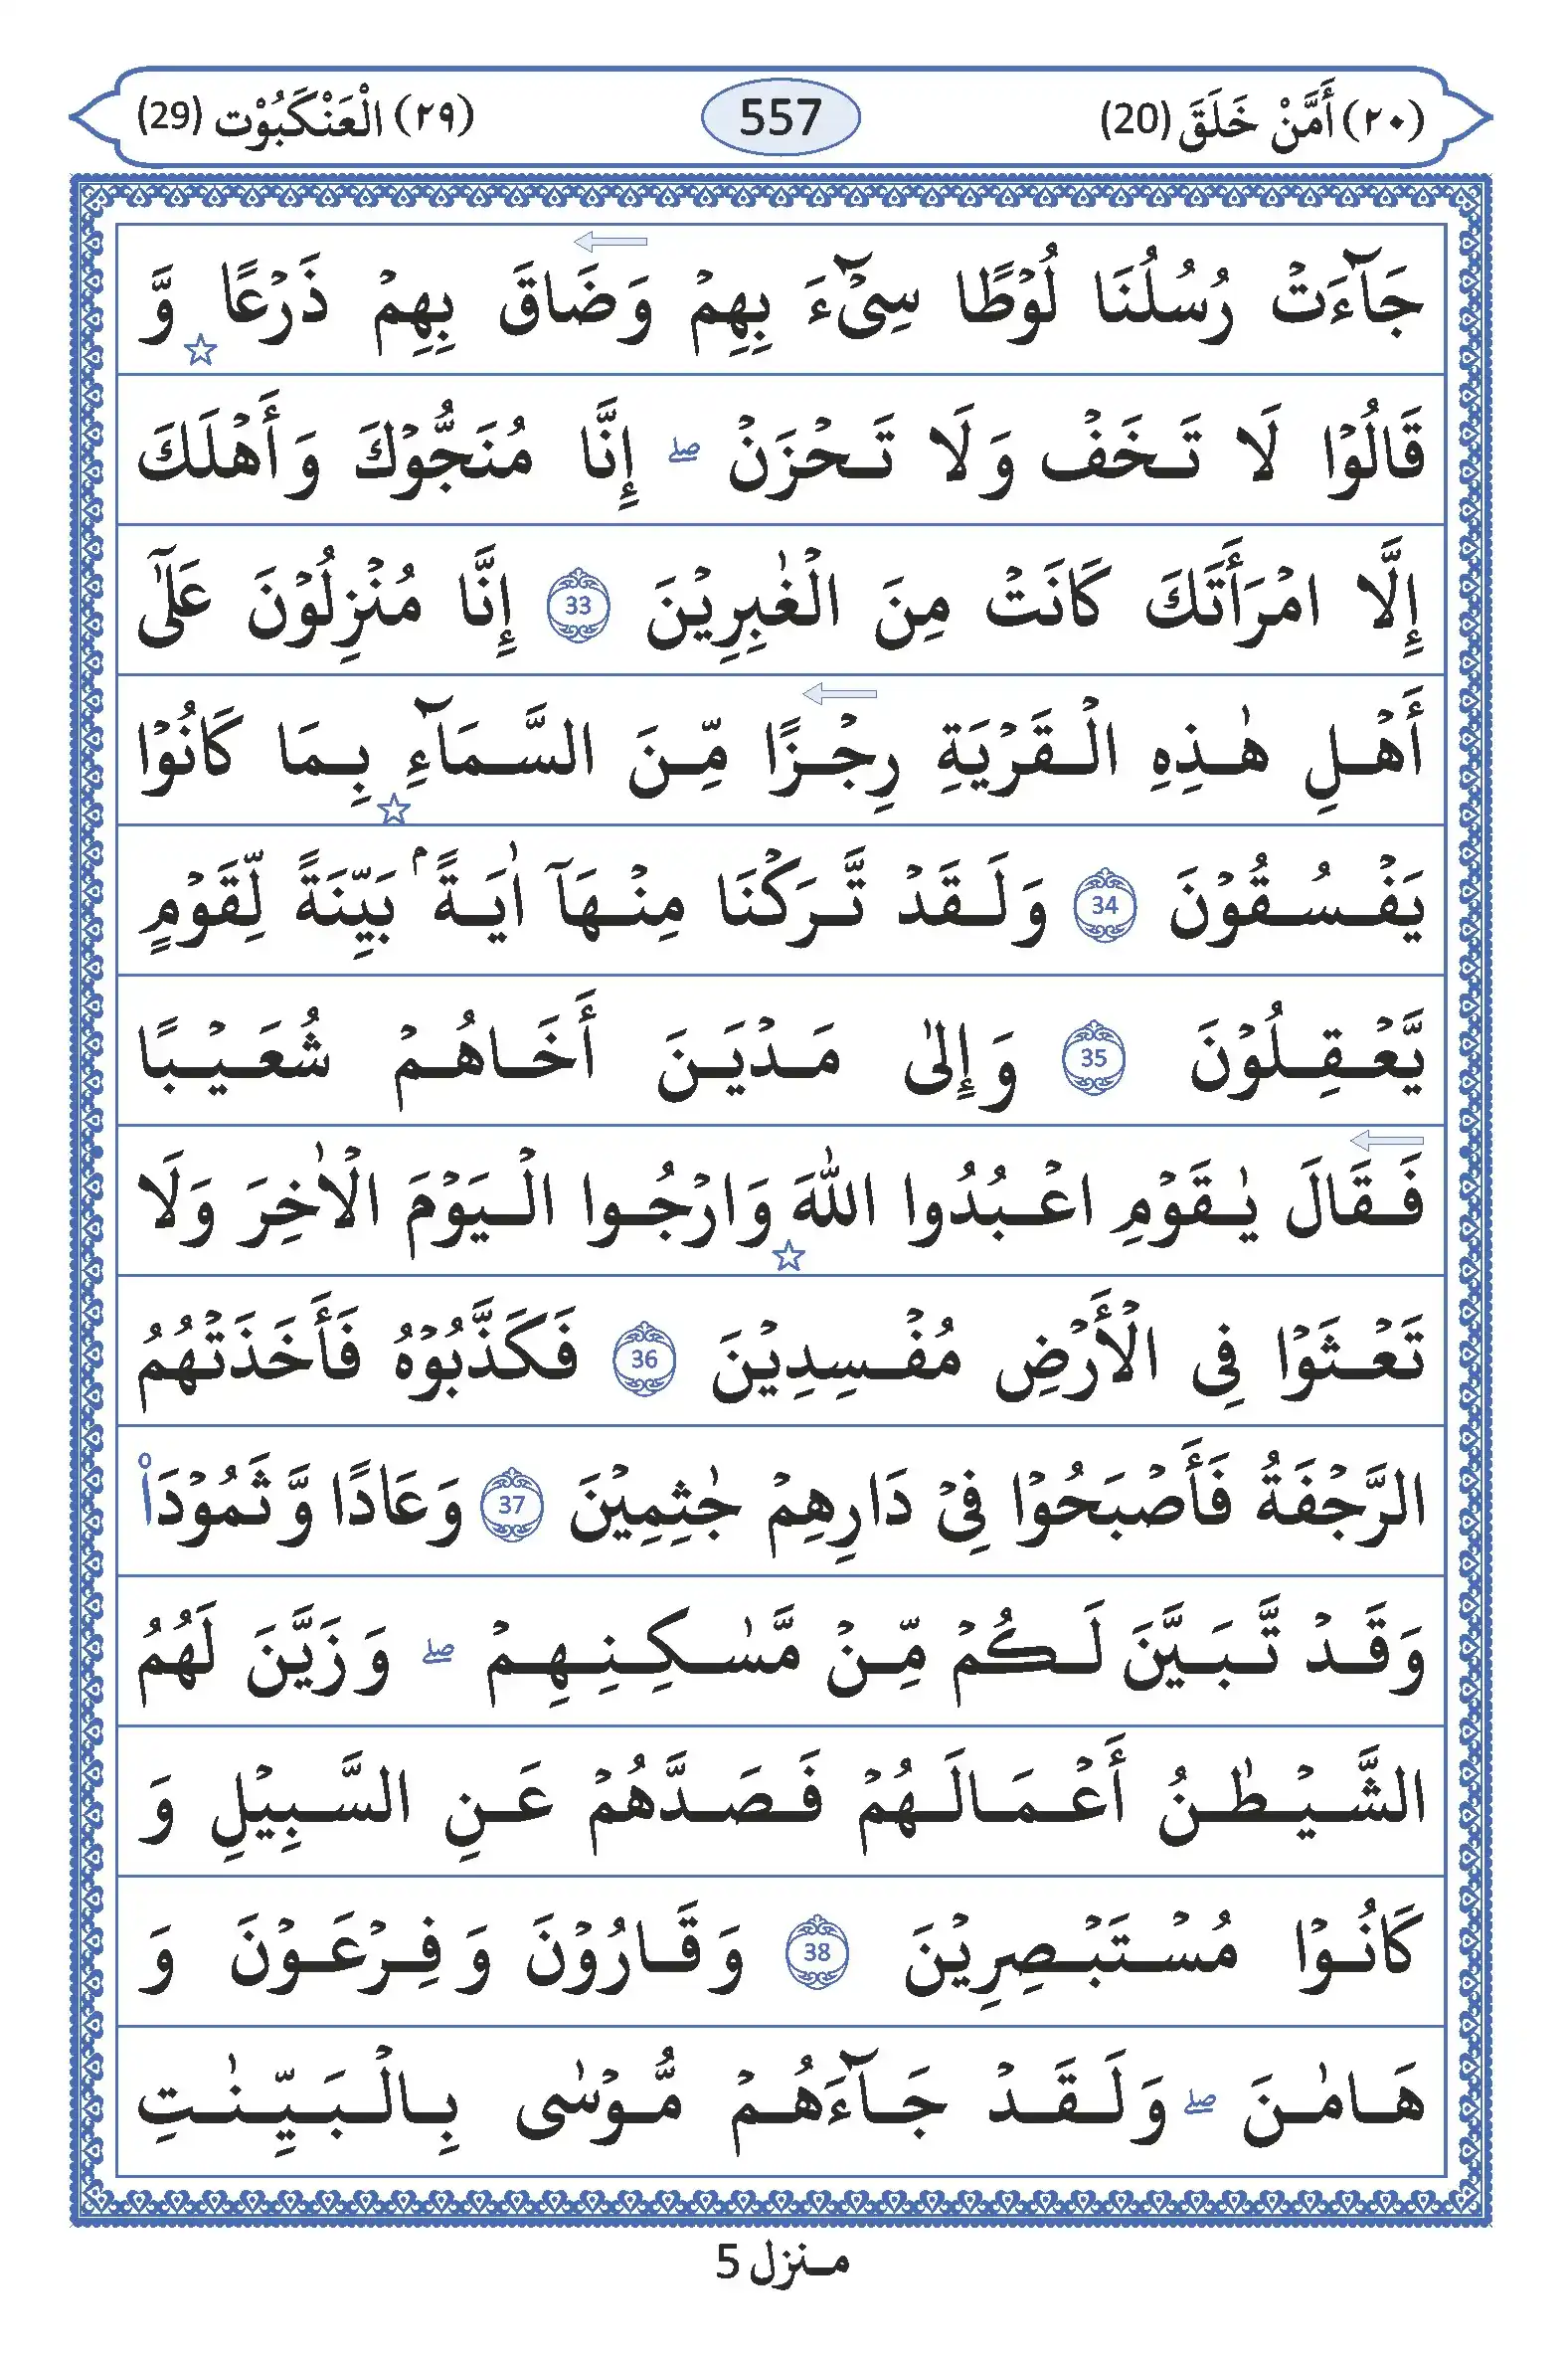 (٢٠) أَمَّنْ خَلَقَ (20) 557 (٢٩) الْعَنْكَبُوْت (29)
جَآءَتْ رُسُلُنَا لُوْطًا سِيْٓءَ بِهِمْ وَضَاقَ بِهِمْ ذَرْعًا وَّ
قَالُوْا لَا تَخَفْ وَلَا تَحْزَنْ ۖ إِنَّا مُنَجُّوْكَ وَأَهْلَكَ
إِلَّا امْرَأَتَكَ كَانَتْ مِنَ الْغٰبِرِيْنَ 33 إِنَّا مُنْزِلُوْنَ عَلٰٓى
أَهْلِ هٰذِهِ الْقَرْيَةِ رِجْزًا مِّنَ السَّمَآءِ بِمَا كَانُوْا
يَفْسُقُوْنَ 34 وَلَقَدْ تَّرَكْنَا مِنْهَآ اٰيَةًۢ بَيِّنَةً لِّقَوْمٍ
يَّعْقِلُوْنَ 35 وَإِلٰى مَدْيَنَ أَخَاهُمْ شُعَيْبًا
فَقَالَ يٰقَوْمِ اعْبُدُوا اللّٰهَ وَارْجُوا الْيَوْمَ الْاٰخِرَ وَلَا
تَعْثَوْا فِى الْأَرْضِ مُفْسِدِيْنَ 36 فَكَذَّبُوْهُ فَأَخَذَتْهُمُ
الرَّجْفَةُ فَأَصْبَحُوْا فِيْ دَارِهِمْ جٰثِمِيْنَ 37 وَعَادًا وَّثَمُوْدَا۟
وَقَدْ تَّبَيَّنَ لَكُمْ مِّنْ مَّسٰكِنِهِمْ ۖ وَزَيَّنَ لَهُمُ
الشَّيْطٰنُ أَعْمَالَهُمْ فَصَدَّهُمْ عَنِ السَّبِيْلِ وَ
كَانُوْا مُسْتَبْصِرِيْنَ 38 وَقَارُوْنَ وَفِرْعَوْنَ وَ
هَامٰنَ ۖ وَلَقَدْ جَآءَهُمْ مُّوْسٰى بِالْبَيِّنٰتِ
منزل 5